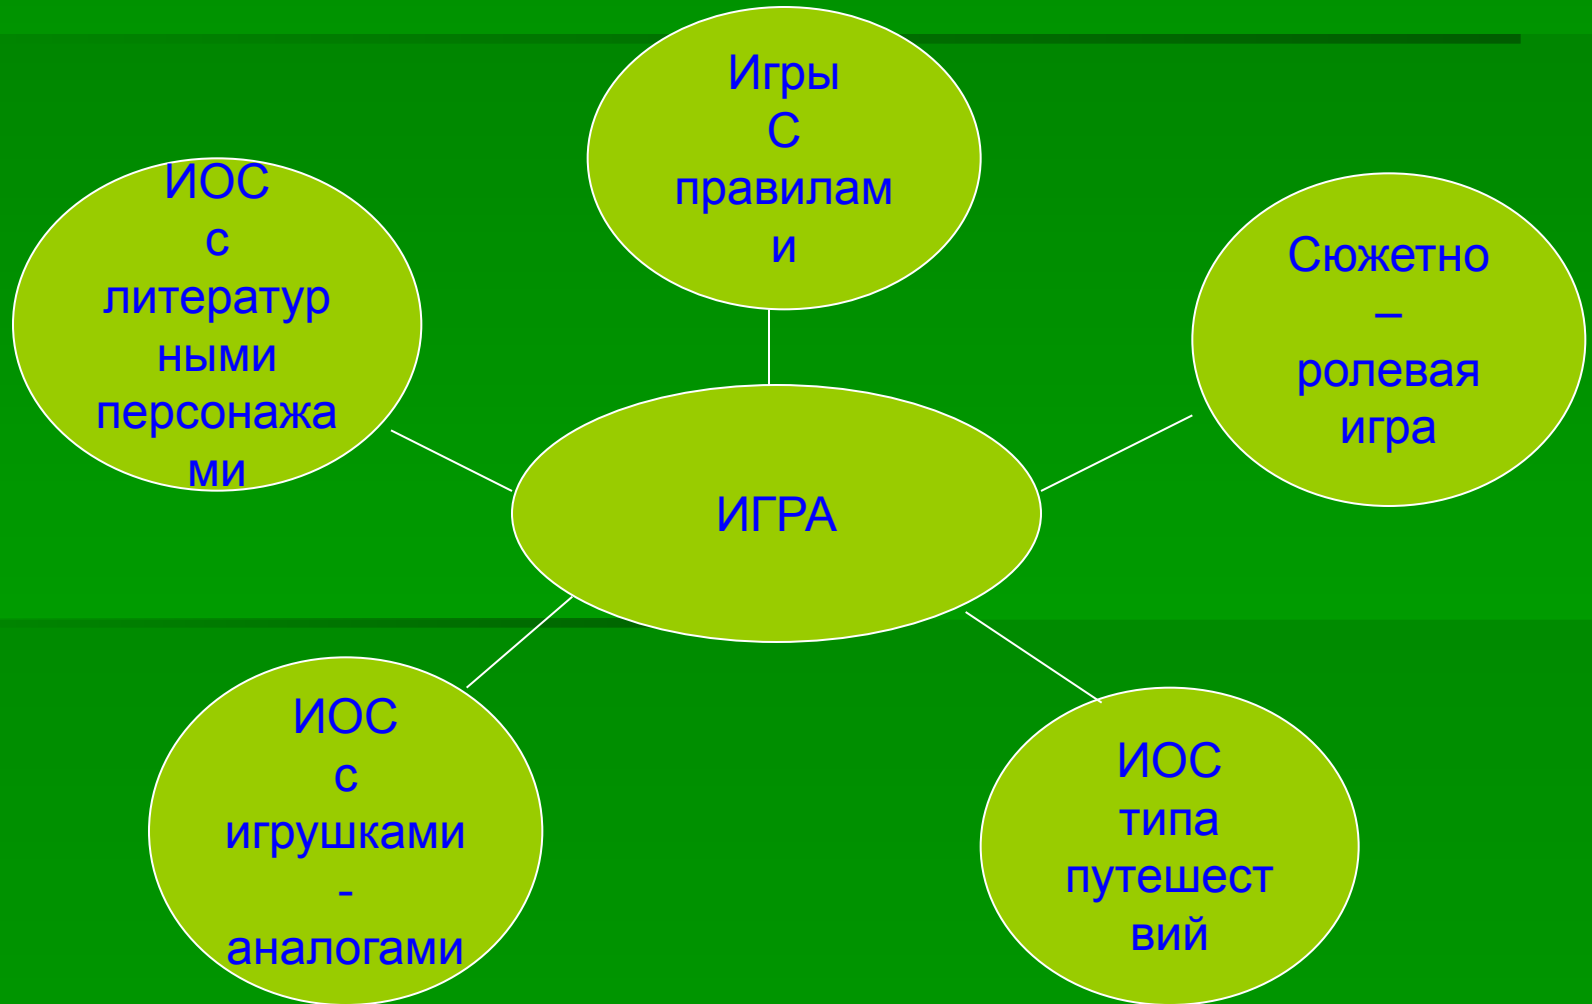 Игры
С
правилам
и
ИОС
с
литератур
ными
персонажа
ми
Сюжетно
–
ролевая
игра
ИГРА
ИОС
с
игрушками
-
аналогами
ИОС
типа
путешест
вий